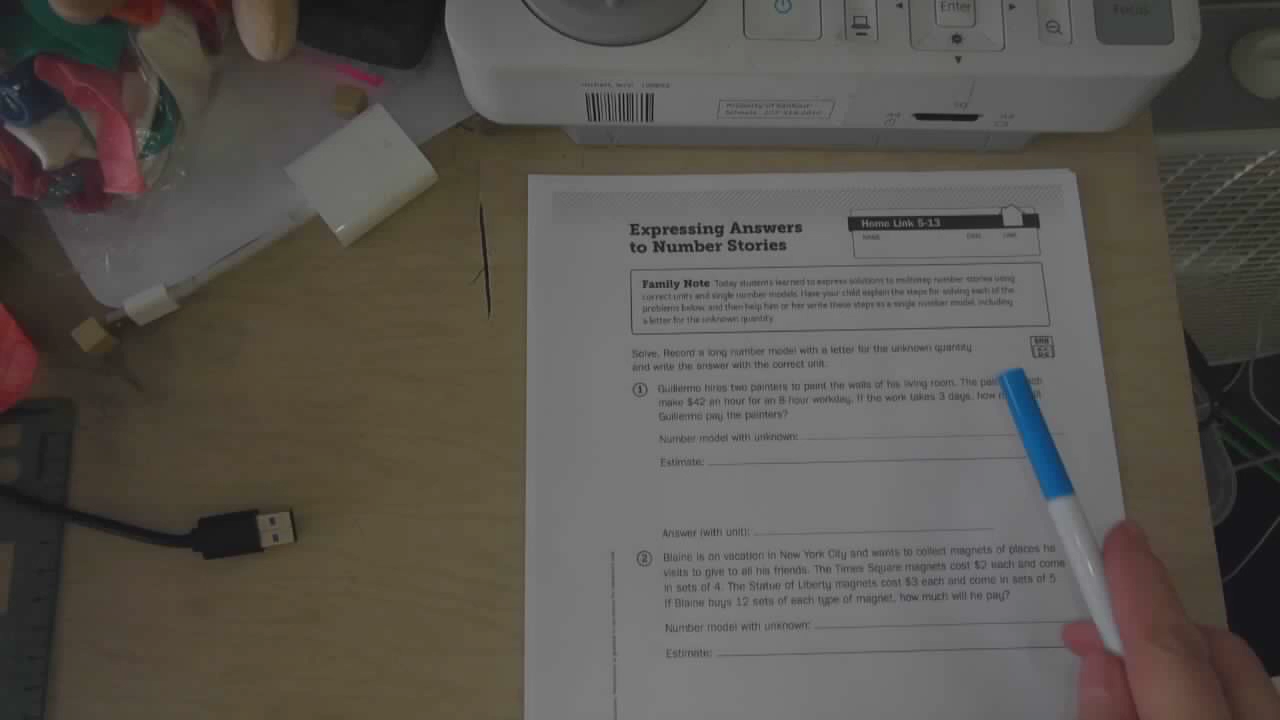 Enter
Focus
Expressing Answers
to Number Stories
Home Link 5-13
NAME DATE TIME
Family Note Today students learned to express solutions to multistep number stories using
correct units and single number models. Have your child explain the steps for solving each of the
problems below and then help him or her write these steps as a single number model, including
a letter for the unknown quantity.
Solve. Record a long number model with a letter for the unknown quantity
and write the answer with the correct unit.
SRB
1 Guillermo hires two painters to paint the walls of his living room. The
make $42 an hour for an 8 hour workday. If the work takes 3 days, how
Guillermo pay the painters?
Number model with unknown:
Estimate:
Answer (with unit):
2 Blaine is on vacation in New York City and wants to collect magnets of places he
visits to give to all his friends. The Times Square magnets cost $2 each and come
in sets of 4. The Statue of Liberty magnets cost $3 each and come in sets of 5.
If Blaine buys 12 sets of each type of magnet, how much will he pay?
Number model with unknown:
Estimate: